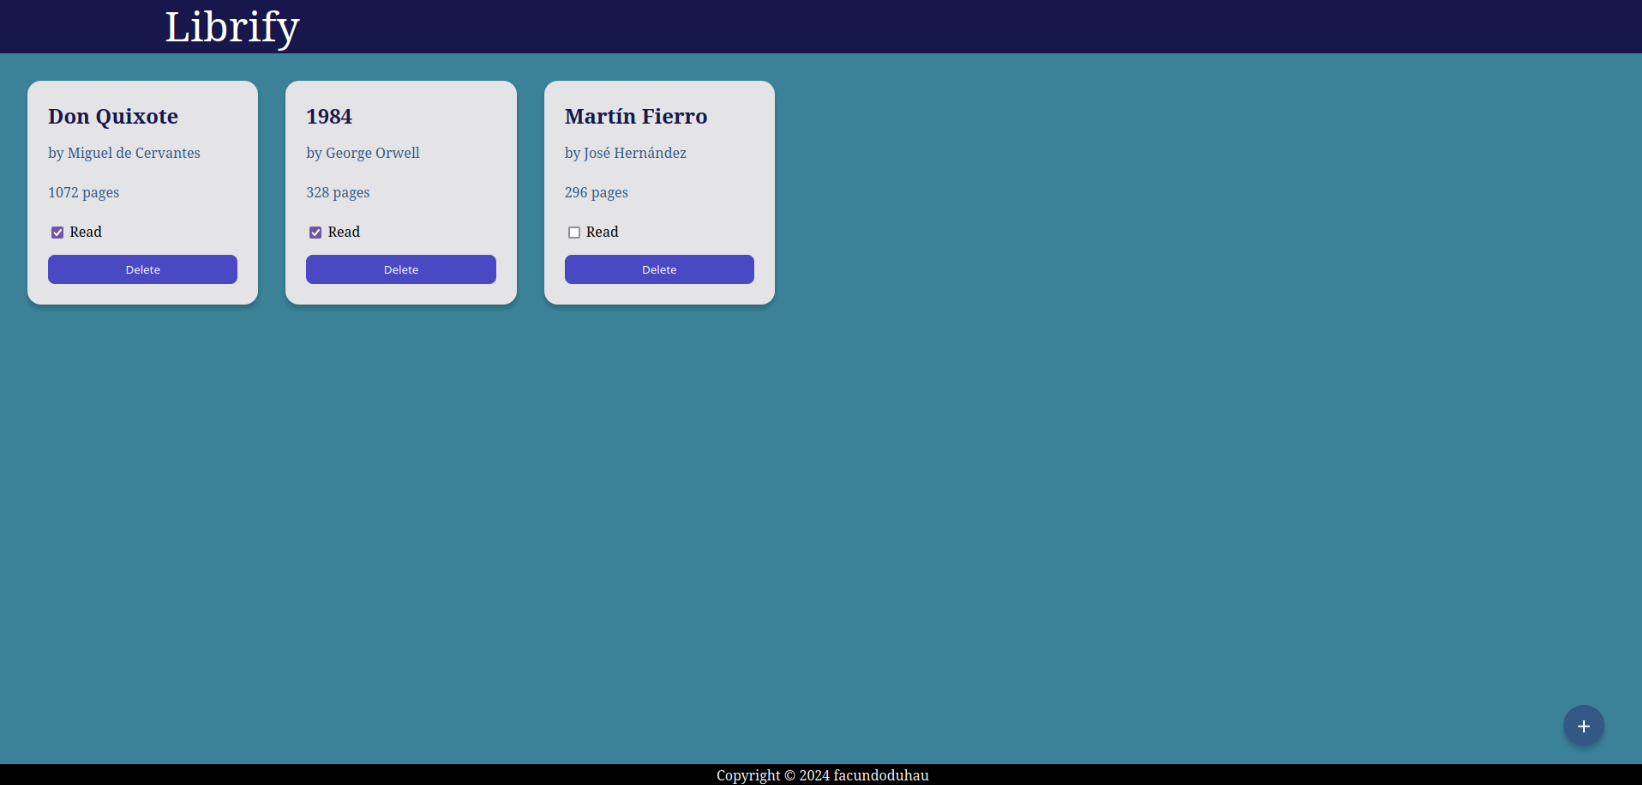 Librify
Don Quixote
by Miguel de Cervantes
1072 pages
Read
Delete
1984
by George Orwell
328 pages
Read
Delete
Martín Fierro
by José Hernández
296 pages
Read
Delete
+
Copyright © 2024 facundoduhau